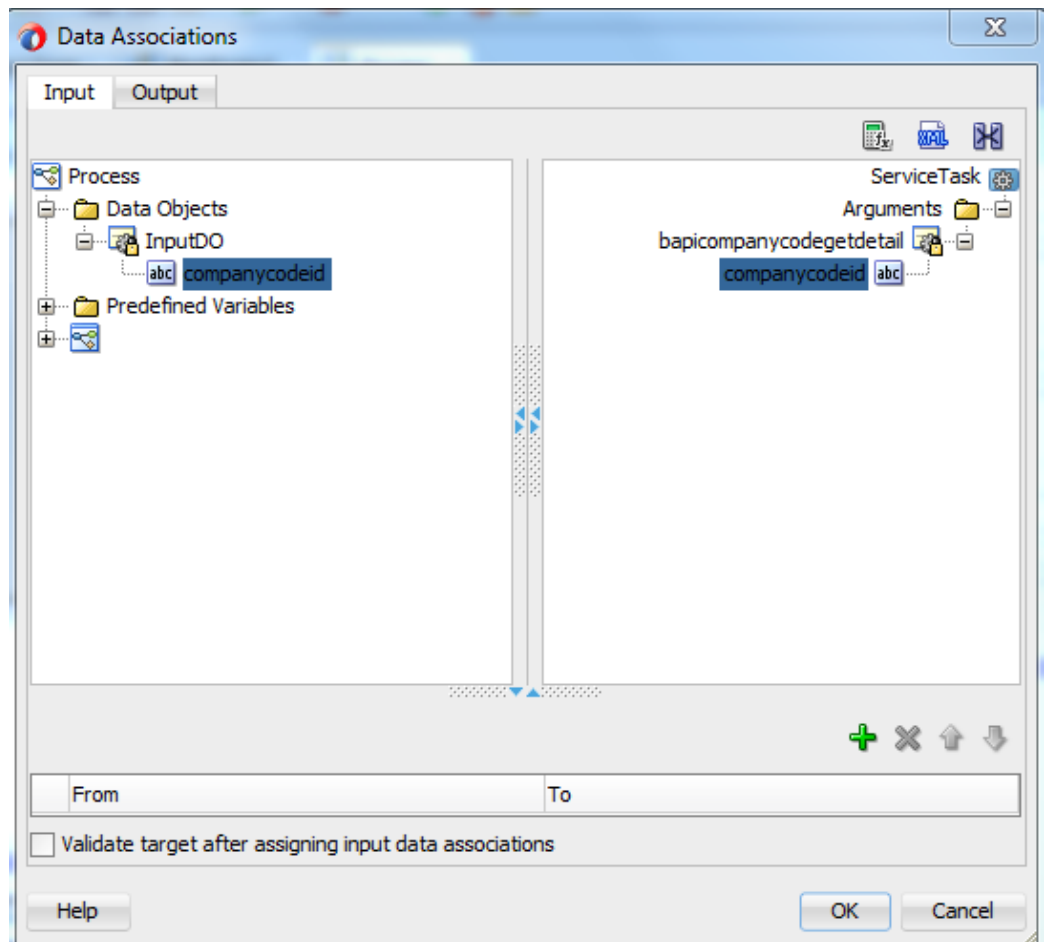 Data Associations
Input Output
Process
ServiceTask
Data Objects
Arguments
InputDO
bapicompanycodegetdetail
abc companycodeid
companycodeid abc
Predefined Variables
From To
Validate target after assigning input data associations
Help OK Cancel